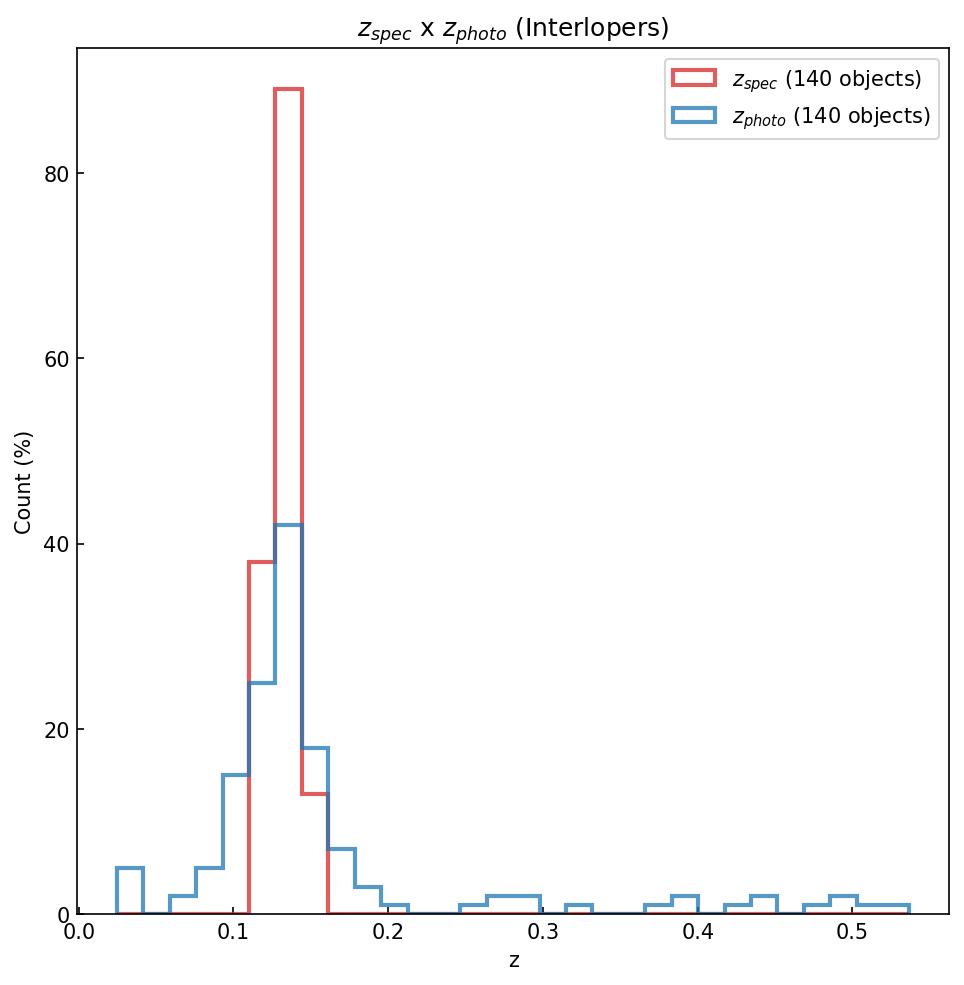 z_spec x z_photo (Interlopers)
z_spec (140 objects)
z_photo (140 objects)
Count (%)
80
60
40
20
0
0.0 0.1 0.2 0.3 0.4 0.5
z